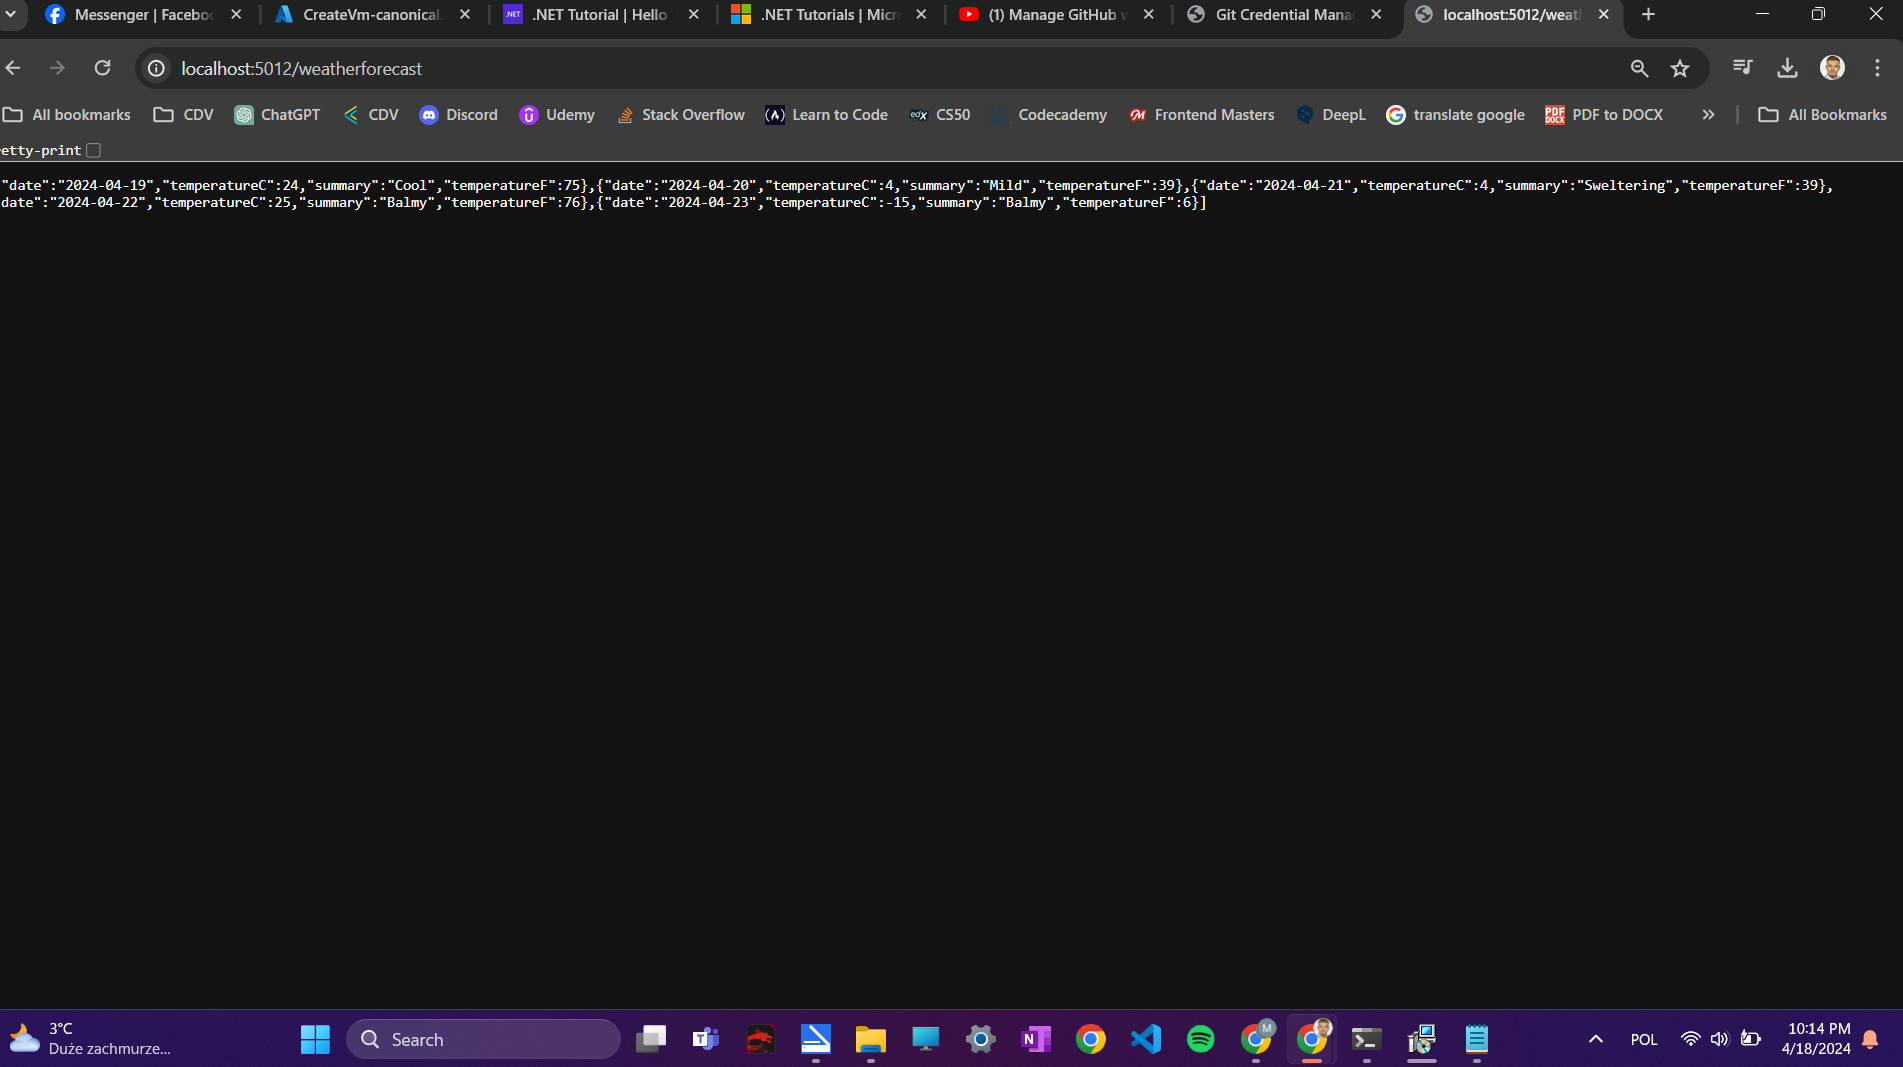 Messenger | Faceboo
CreateVm-canonical.
.NET Tutorial | Hello
.NET Tutorials | Micro
(1) Manage GitHub w
Git Credential Mana
localhost:5012/weath
localhost:5012/weatherforecast
All bookmarks
CDV
ChatGPT
CDV
Discord
Udemy
Stack Overflow
Learn to Code
edX CS50
Codecademy
Frontend Masters
DeepL
translate google
PDF to DOCX
All Bookmarks
etty-print
"date":"2024-04-19","temperatureC":24,"summary":"Cool","temperatureF":75},{"date":"2024-04-20","temperatureC":4,"summary":"Mild","temperatureF":39},{"date":"2024-04-21","temperatureC":4,"summary":"Sweltering","temperatureF":39},
date":"2024-04-22","temperatureC":25,"summary":"Balmy","temperatureF":76},{"date":"2024-04-23","temperatureC":-15,"summary":"Balmy","temperatureF":6}]
3°C
Duże zachmurze...
Search
POL
10:14 PM
4/18/2024